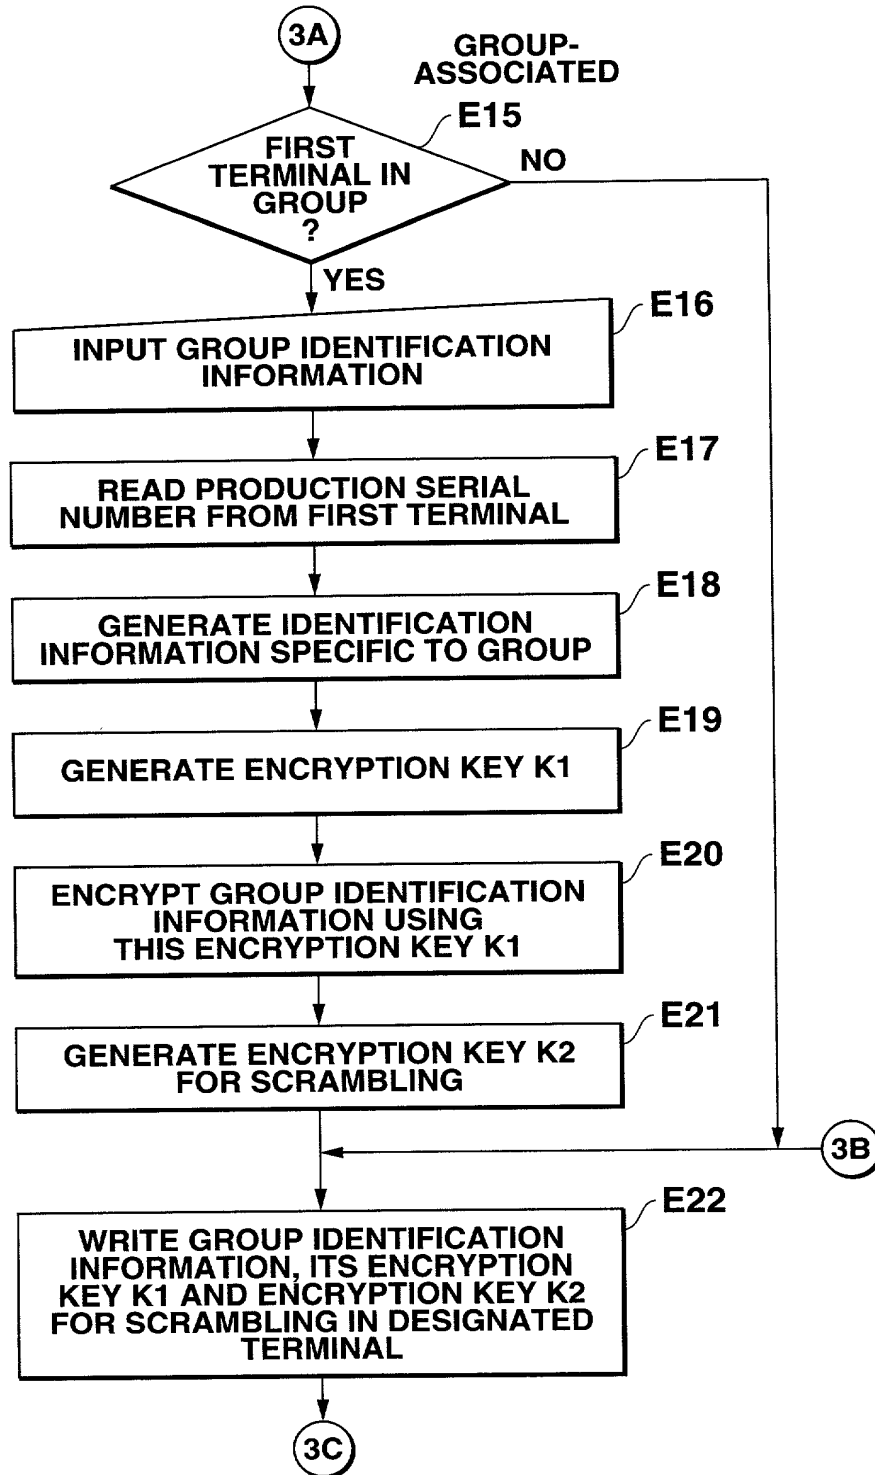 3A
GROUP-
ASSOCIATED
E15
FIRST
TERMINAL IN
GROUP
?
NO
YES
E16
INPUT GROUP IDENTIFICATION
INFORMATION
E17
READ PRODUCTION SERIAL
NUMBER FROM FIRST TERMINAL
E18
GENERATE IDENTIFICATION
INFORMATION SPECIFIC TO GROUP
E19
GENERATE ENCRYPTION KEY K1
E20
ENCRYPT GROUP IDENTIFICATION
INFORMATION USING
THIS ENCRYPTION KEY K1
E21
GENERATE ENCRYPTION KEY K2
FOR SCRAMBLING
3B
E22
WRITE GROUP IDENTIFICATION
INFORMATION, ITS ENCRYPTION
KEY K1 AND ENCRYPTION KEY K2
FOR SCRAMBLING IN DESIGNATED
TERMINAL
3C